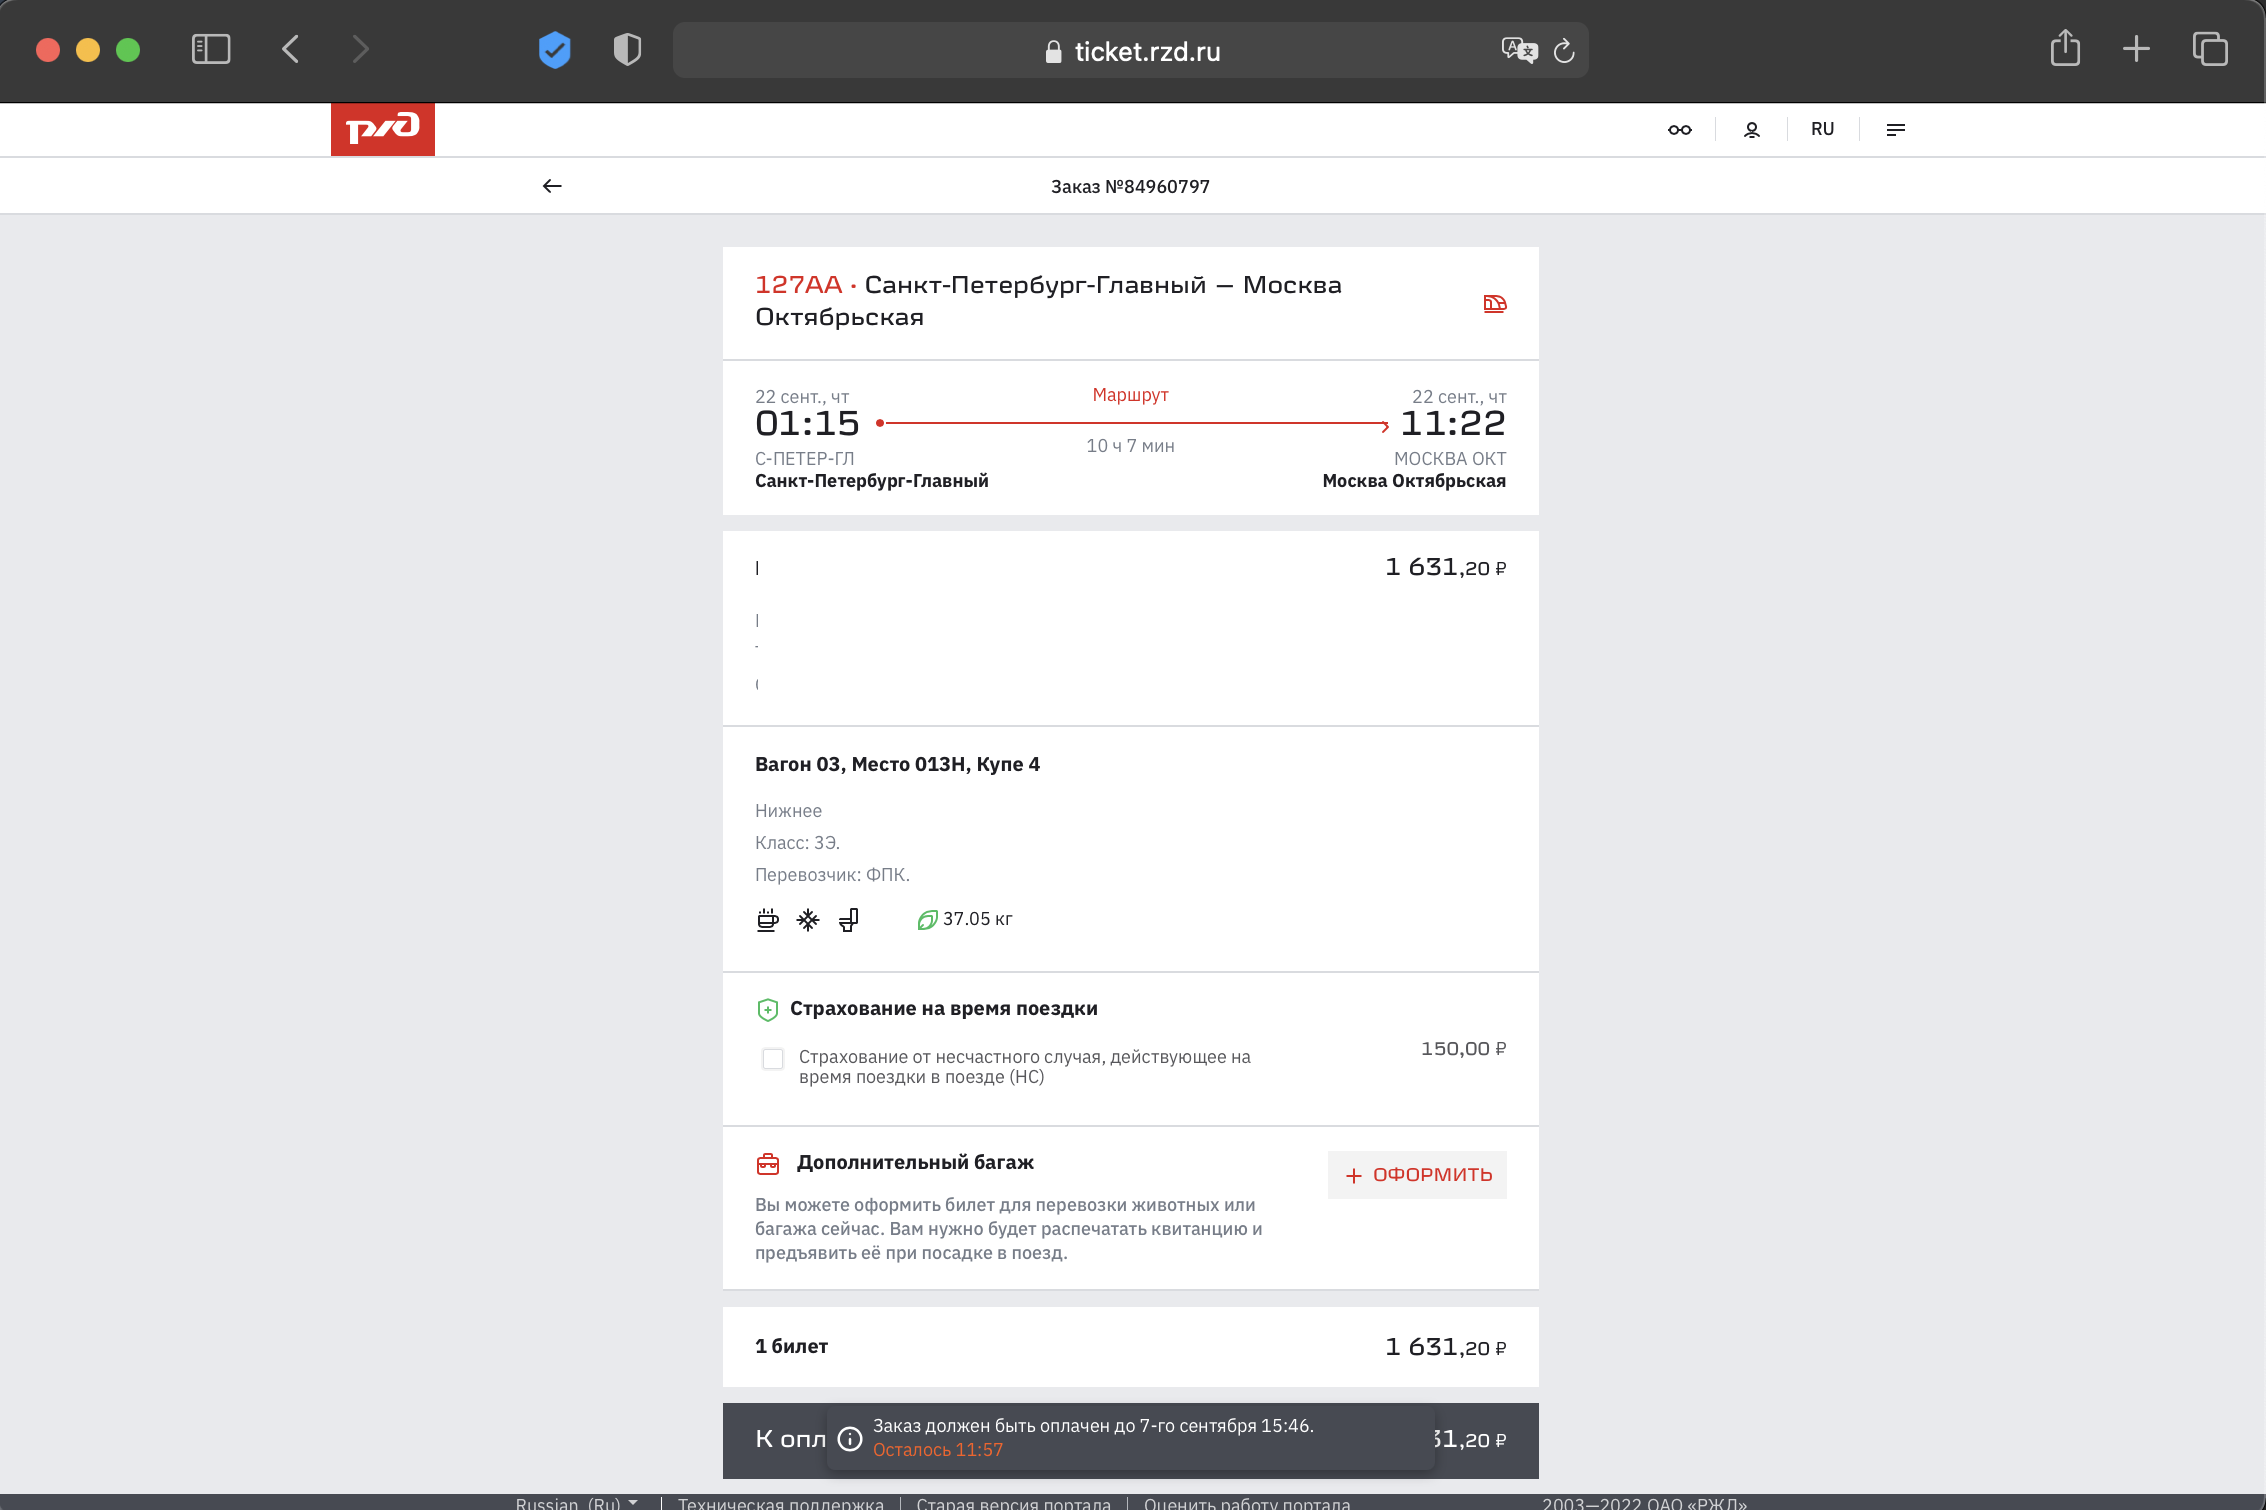 ticket.rzd.ru
ржд
RU
Заказ №84960797
127АА · Санкт-Петербург-Главный — Москва
Октябрьская
22 сент., чт
Маршрут
22 сент., чт
01:15
11:22
10 ч 7 мин
С-ПЕТЕР-ГЛ
МОСКВА ОКТ
Санкт-Петербург-Главный
Москва Октябрьская
1 631,20 ₽
Вагон 03, Место 013Н, Купе 4
Нижнее
Класс: 3Э.
Перевозчик: ФПК.
37.05 кг
Страхование на время поездки
Страхование от несчастного случая, действующее на
время поездки в поезде (НС)
150,00 ₽
Дополнительный багаж
+ ОФОРМИТЬ
Вы можете оформить билет для перевозки животных или
багажа сейчас. Вам нужно будет распечатать квитанцию и
предъявить её при посадке в поезд.
1 билет
1 631,20 ₽
К опл
Заказ должен быть оплачен до 7-го сентября 15:46.
Осталось 11:57
31,20 ₽
Russian (Ru)
Техническая поддержка
Старая версия портала
Оценить работу портала
2003—2022 ОАО «РЖД»